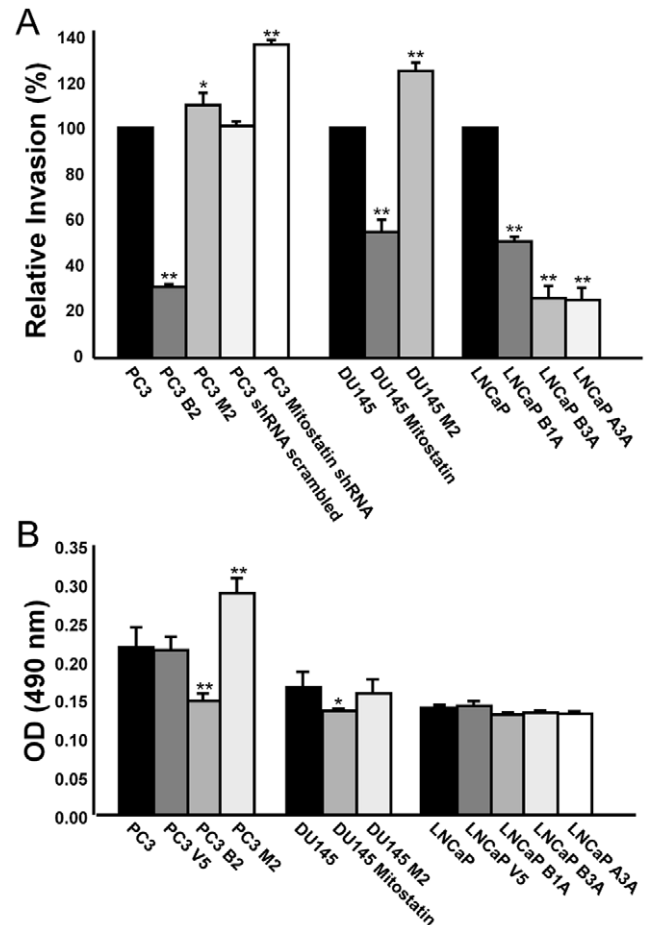 A
Relative Invasion (%)
140
120
100
80
60
40
20
0
**
*
**
**
**
**
**
**
PC3
PC3 B2
PC3 M2
PC3 shRNA scrambled
PC3 Mitostatin shRNA
DU145
DU145 Mitostatin
DU145 M2
LNCaP
LNCaP B1A
LNCaP B3A
LNCaP A3A
B
OD (490 nm)
0.35
0.30
0.25
0.20
0.15
0.10
0.05
0.00
**
**
*
PC3
PC3 V5
PC3 B2
PC3 M2
DU145
DU145 Mitostatin
DU145 M2
LNCaP
LNCaP V5
LNCaP B1A
LNCaP B3A
LNCaP A3A